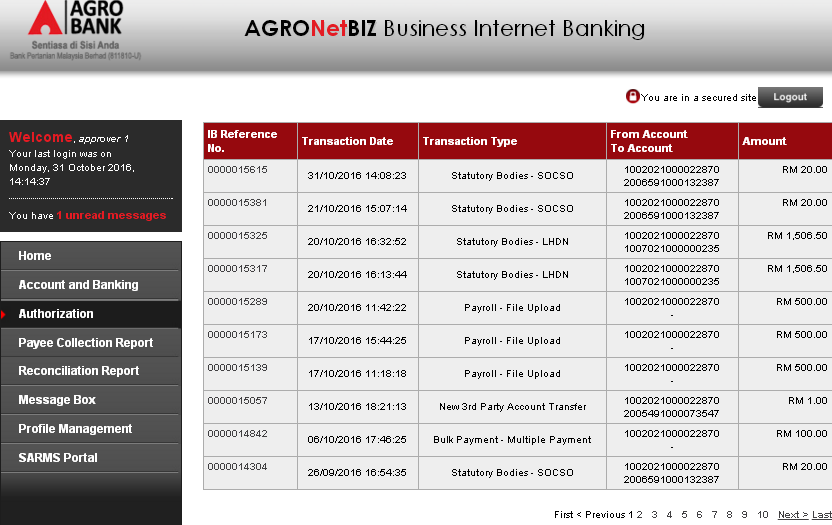 AGRO
BANK
Sentiasa di Sisi Anda
Bank Pertanian Malaysia Berhad (811810-U)
AGRONetBIZ Business Internet Banking
You are in a secured site Logout
Welcome, approver 1
Your last login was on
Monday, 31 October 2016,
14:14:37
You have 1 unread messages
Home
Account and Banking
Authorization
Payee Collection Report
Reconciliation Report
Message Box
Profile Management
SARMS Portal
IB Reference
No.
Transaction Date
Transaction Type
From Account
To Account
Amount
0000015615 31/10/2016 14:08:23 Statutory Bodies - SOCSO 1002021000022870 RM 20.00
2006591000132387
0000015381 21/10/2016 15:07:14 Statutory Bodies - SOCSO 1002021000022870 RM 20.00
2006591000132387
0000015325 20/10/2016 16:32:52 Statutory Bodies - LHDN 1002021000022870 RM 1,506.50
1007021000000235
0000015317 20/10/2016 16:13:44 Statutory Bodies - LHDN 1002021000022870 RM 1,506.50
1007021000000235
0000015289 20/10/2016 11:42:22 Payroll - File Upload 1002021000022870 RM 500.00
-
0000015173 17/10/2016 15:44:25 Payroll - File Upload 1002021000022870 RM 500.00
-
0000015139 17/10/2016 11:18:18 Payroll - File Upload 1002021000022870 RM 500.00
-
0000015057 13/10/2016 18:21:13 New 3rd Party Account Transfer 1002021000022870 RM 1.00
2005491000073547
0000014842 06/10/2016 17:46:25 Bulk Payment - Multiple Payment 1002021000022870 RM 100.00
-
0000014304 26/09/2016 16:54:35 Statutory Bodies - SOCSO 1002021000022870 RM 20.00
2006591000132387
First < Previous 1 2 3 4 5 6 7 8 9 10 Next > Last